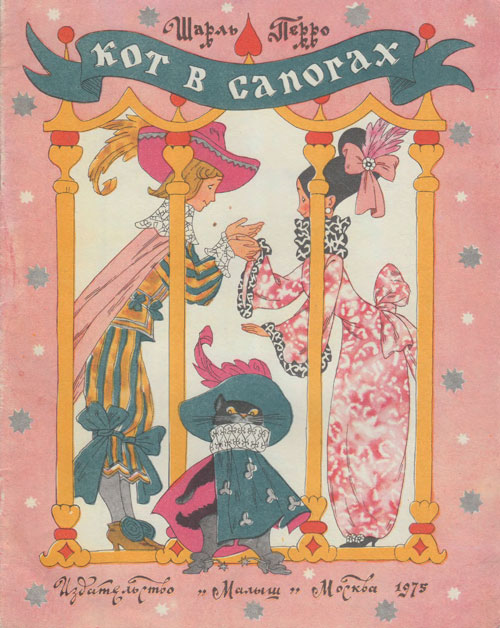 Шарль Перро
КОТ В САПОГАХ
Издательство „Малыш„ Москва 1975